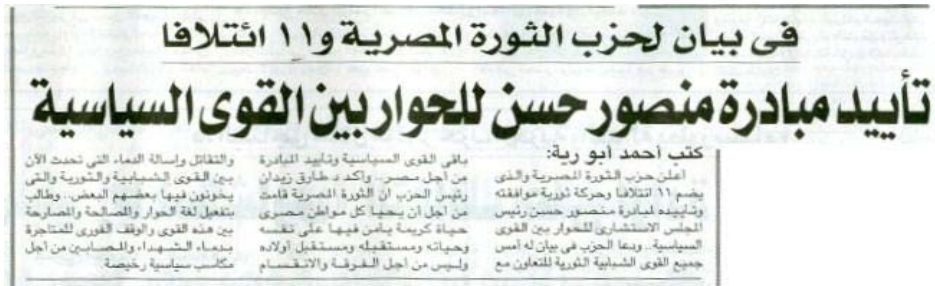 فى بيان لحزب الثورة المصرية و١١ ائتلافا
تأييد مبادرة منصور حسن للحوار بين القوى السياسية
كتب أحمد أبو رية:
أعلن حزب الثورة المصرية والذى
يضم ١١ ائتلافا وحركة ثورية موافقته
وتأييده لمبادرة منصور حسن رئيس
المجلس الاستشارى للحوار بين القوى
السياسية.. ودعا الحزب فى بيان له أمس
جميع القوى الشبابية الثورية للتعاون مع
باقى القوى السياسية وتأييد المبادرة
من أجل مصر.. وأكد د. طارق زيدان
رئيس الحزب أن الثورة المصرية قامت
من أجل أن يحيا كل مواطن مصرى
حياة كريمة يأمن فيها على نفسه
وحياته ومستقبله ومستقبل أولاده
وليس من أجل الفرقة والانقسام
والتقاتل وإسالة الدماء التى تحدث الآن
بين القوى الشبابية والثورية والتى
يخونون فيها بعضهم البعض.. وطالب
بتفعيل لغة الحوار والمصالحة والمصارحة
بين هذه القوى والوقف الفورى للمتاجرة
بدماء الشهداء والمصابين من أجل
مكاسب سياسية رخيصة.